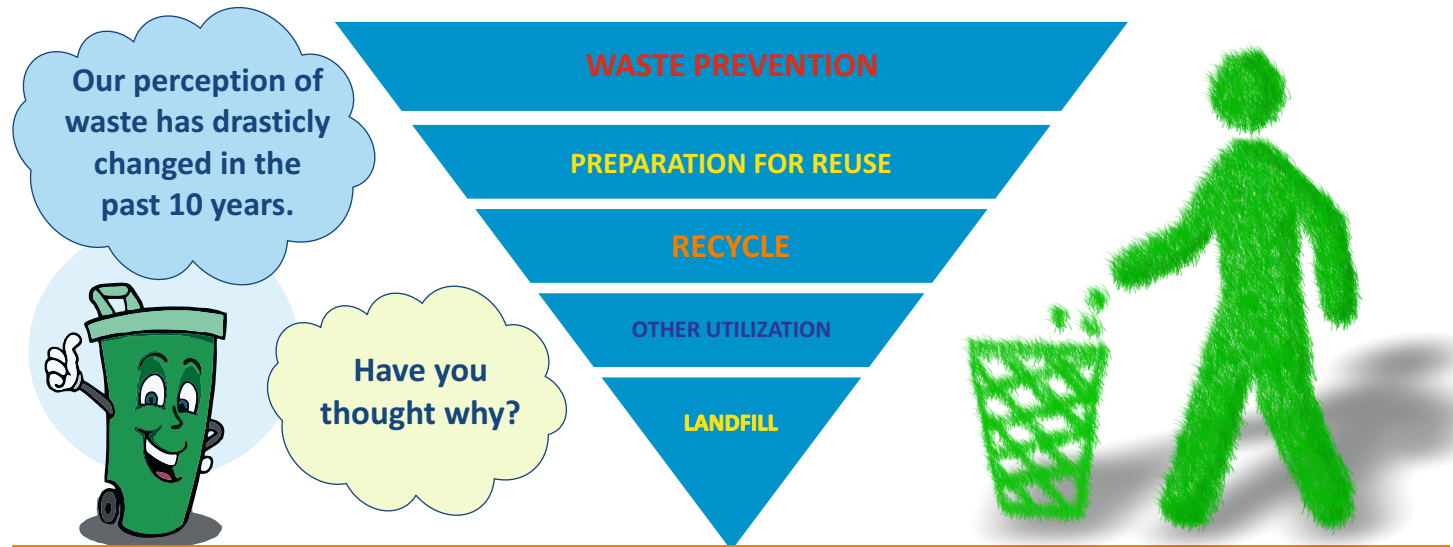 Our perception of
waste has drasticly
changed in the
past 10 years.
Have you
thought why?
WASTE PREVENTION
PREPARATION FOR REUSE
RECYCLE
OTHER UTILIZATION
LANDFILL